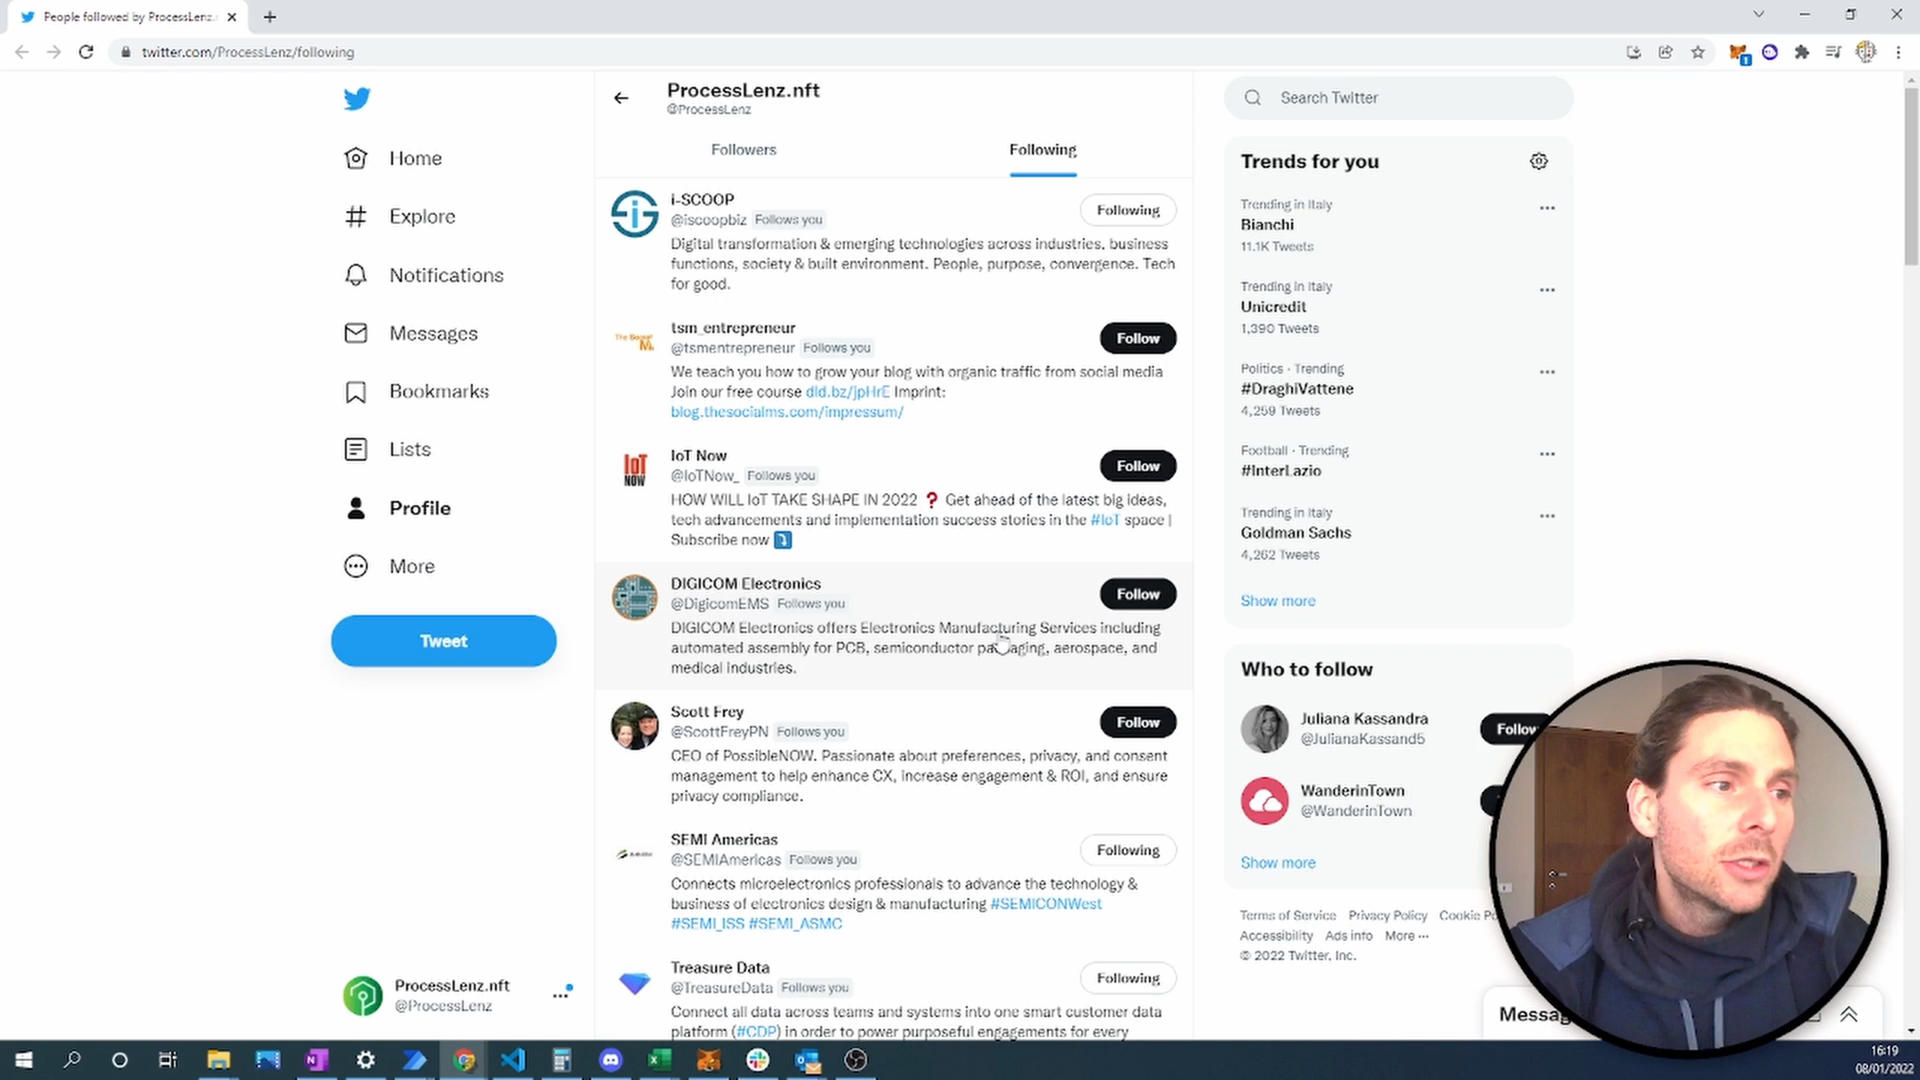 People followed by ProcessLenz.
twitter.com/ProcessLenz/following
Home
Explore
Notifications
Messages
Bookmarks
Lists
Profile
More
Tweet
ProcessLenz.nft
@ProcessLenz
ProcessLenz.nft
@ProcessLenz
Followers
Following
i-SCOOP
@iscoopbiz Follows you
Following
Digital transformation & emerging technologies across industries, business
functions, society & built environment. People, purpose, convergence. Tech
for good.
tsm_entrepreneur
@tsmentrepreneur Follows you
Follow
We teach you how to grow your blog with organic traffic from social media
Join our free course dld.bz/jpHrE Imprint:
blog.thesocialms.com/impressum/
IoT NOW
IoT Now
@IoTNow_ Follows you
Follow
HOW WILL IoT TAKE SHAPE IN 2022 ❓ Get ahead of the latest big ideas,
tech advancements and implementation success stories in the #IoT space |
Subscribe now ⤵️
DIGICOM Electronics
@DigicomEMS Follows you
Follow
DIGICOM Electronics offers Electronics Manufacturing Services including
automated assembly for PCB, semiconductor packaging, aerospace, and
medical industries.
Scott Frey
@ScottFreyPN Follows you
Follow
CEO of PossibleNOW. Passionate about preferences, privacy, and consent
management to help enhance CX, increase engagement & ROI, and ensure
privacy compliance.
SEMI Americas
@SEMIAmericas Follows you
Following
Connects microelectronics professionals to advance the technology &
business of electronics design & manufacturing #SEMICONWest
#SEMI_ISS #SEMI_ASMC
Treasure Data
@TreasureData Follows you
Following
Connect all data across teams and systems into one smart customer data
platform (#CDP) in order to power purposeful engagements for every
Search Twitter
Trends for you
Trending in Italy
Bianchi
11.1K Tweets
Trending in Italy
Unicredit
1,390 Tweets
Politics · Trending
#DraghiVattene
4,259 Tweets
Football · Trending
#InterLazio
Trending in Italy
Goldman Sachs
4,262 Tweets
Show more
Who to follow
Juliana Kassandra
@JulianaKassand5
Follow
WanderinTown
@WanderinTown
Show more
Terms of Service Privacy Policy Cookie
Accessibility Ads info More ···
© 2022 Twitter, Inc.
16:19
08/01/2022